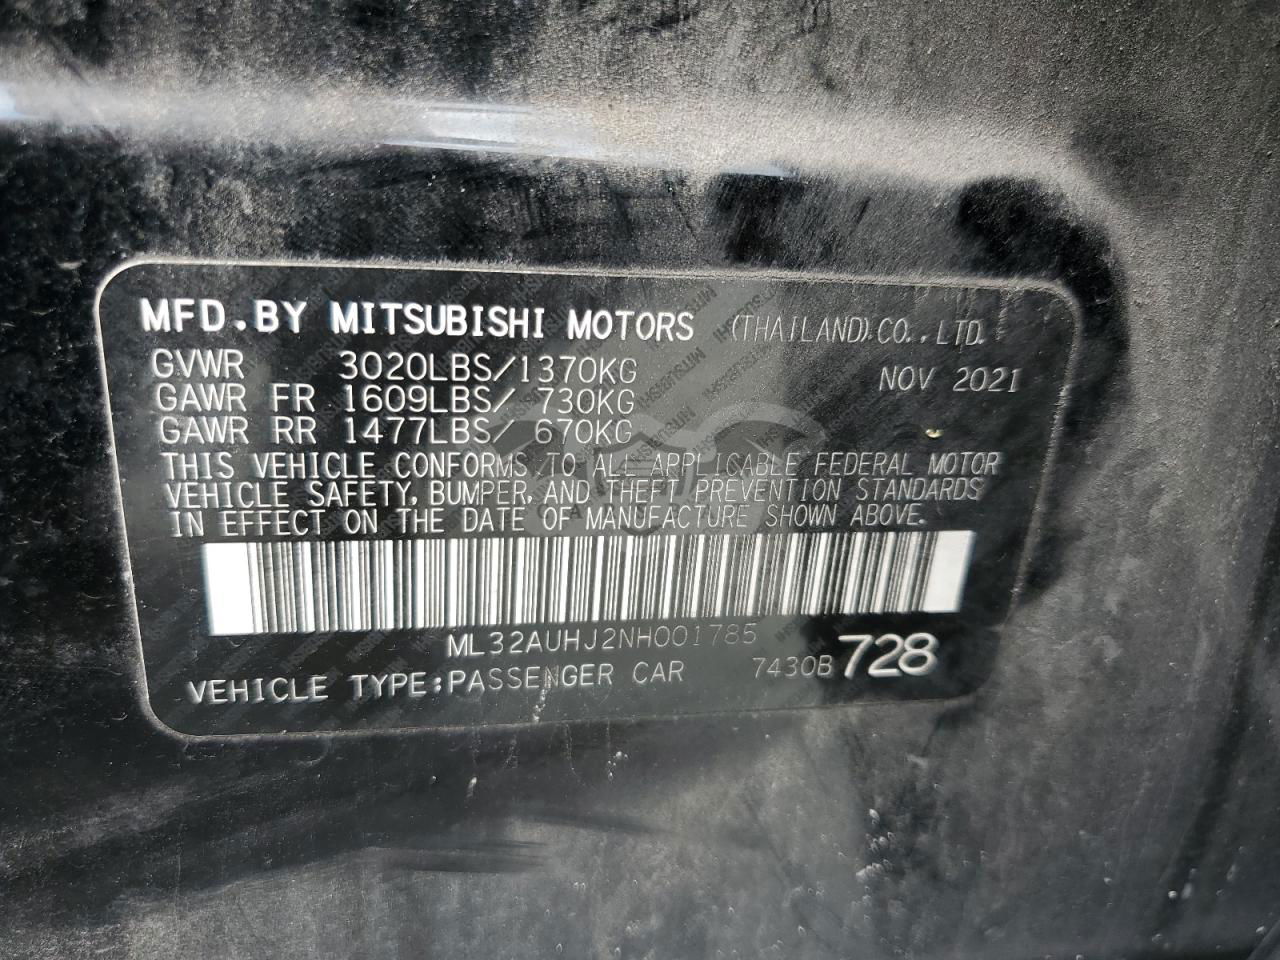 MFD.BY MITSUBISHI MOTORS (THAILAND) CO.,LTD.
GVWR 3020LBS/1370KG NOV 2021
GAWR FR 1609LBS/ 730KG
GAWR RR 1477LBS/ 670KG
THIS VEHICLE CONFORMS TO ALL APPLICABLE FEDERAL MOTOR
VEHICLE SAFETY, BUMPER, AND THEFT PREVENTION STANDARDS
IN EFFECT ON THE DATE OF MANUFACTURE SHOWN ABOVE.
ML32AUHJ2NH001785
VEHICLE TYPE:PASSENGER CAR 7430B 728